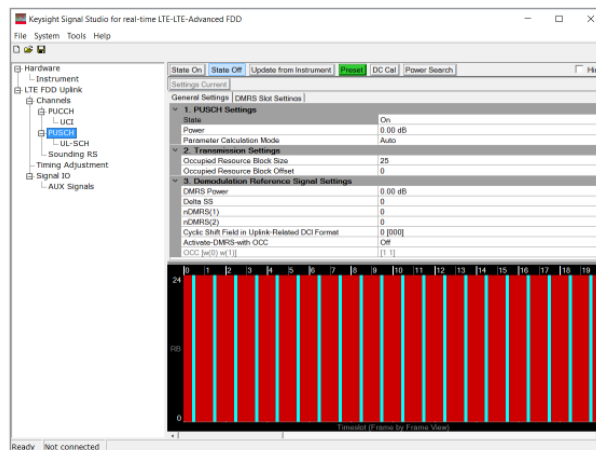 Keysight Signal Studio for real-time LTE-LTE-Advanced FDD
File System Tools Help
Hardware
Instrument
LTE FDD Uplink
Channels
PUCCH
UCI
PUSCH
UL-SCH
Sounding RS
Timing Adjustment
Signal IO
AUX Signals
State On State Off Update from Instrument Preset DC Cal Power Search
Settings Current
General Settings DMRS Slot Settings
1. PUSCH Settings
State On
Power 0.00 dB
Parameter Calculation Mode Auto
2. Transmission Settings
Occupied Resource Block Size 25
Occupied Resource Block Offset 0
3. Demodulation Reference Signal Settings
DMRS Power 0.00 dB
Delta SS 0
nDMRS(1) 0
nDMRS(2) 0
Cyclic Shift Field in Uplink-Related DCI Format 0 [000]
Activate-DMRS-with OCC Off
OCC [w(0) w(1)] [1 1]
0 1 2 3 4 5 6 7 8 9 10 11 12 13 14 15 16 17 18 19
24
RB
0
Timeslot (Frame by Frame View)
Ready Not connected